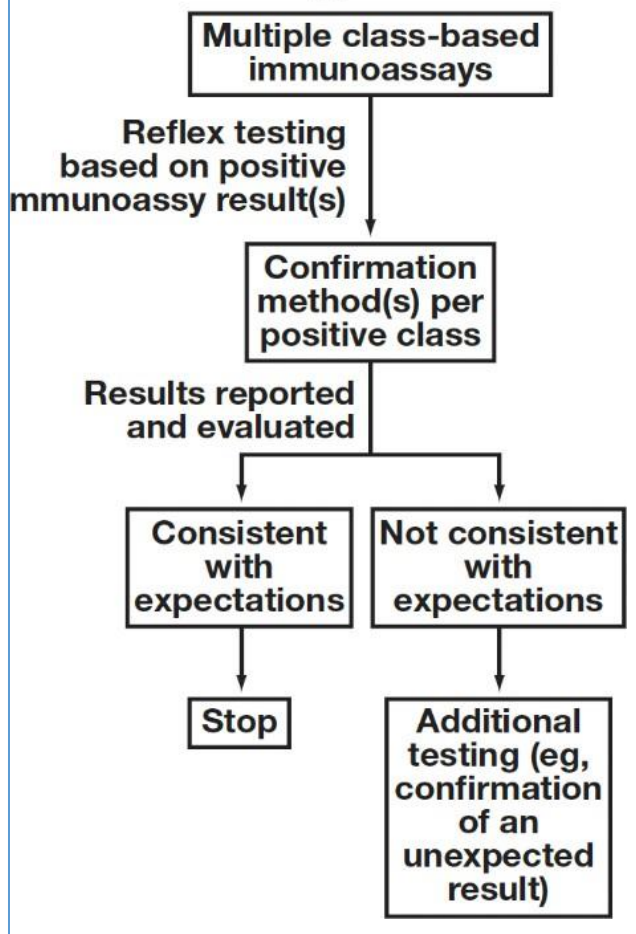 Multiple class-based
immunoassays
Reflex testing
based on positive
mmunoassy result(s)
Confirmation
method(s) per
positive class
Results reported
and evaluated
Consistent
with
expectations
Not consistent
with
expectations
Stop
Additional
testing (eg,
confirmation
of an
unexpected
result)